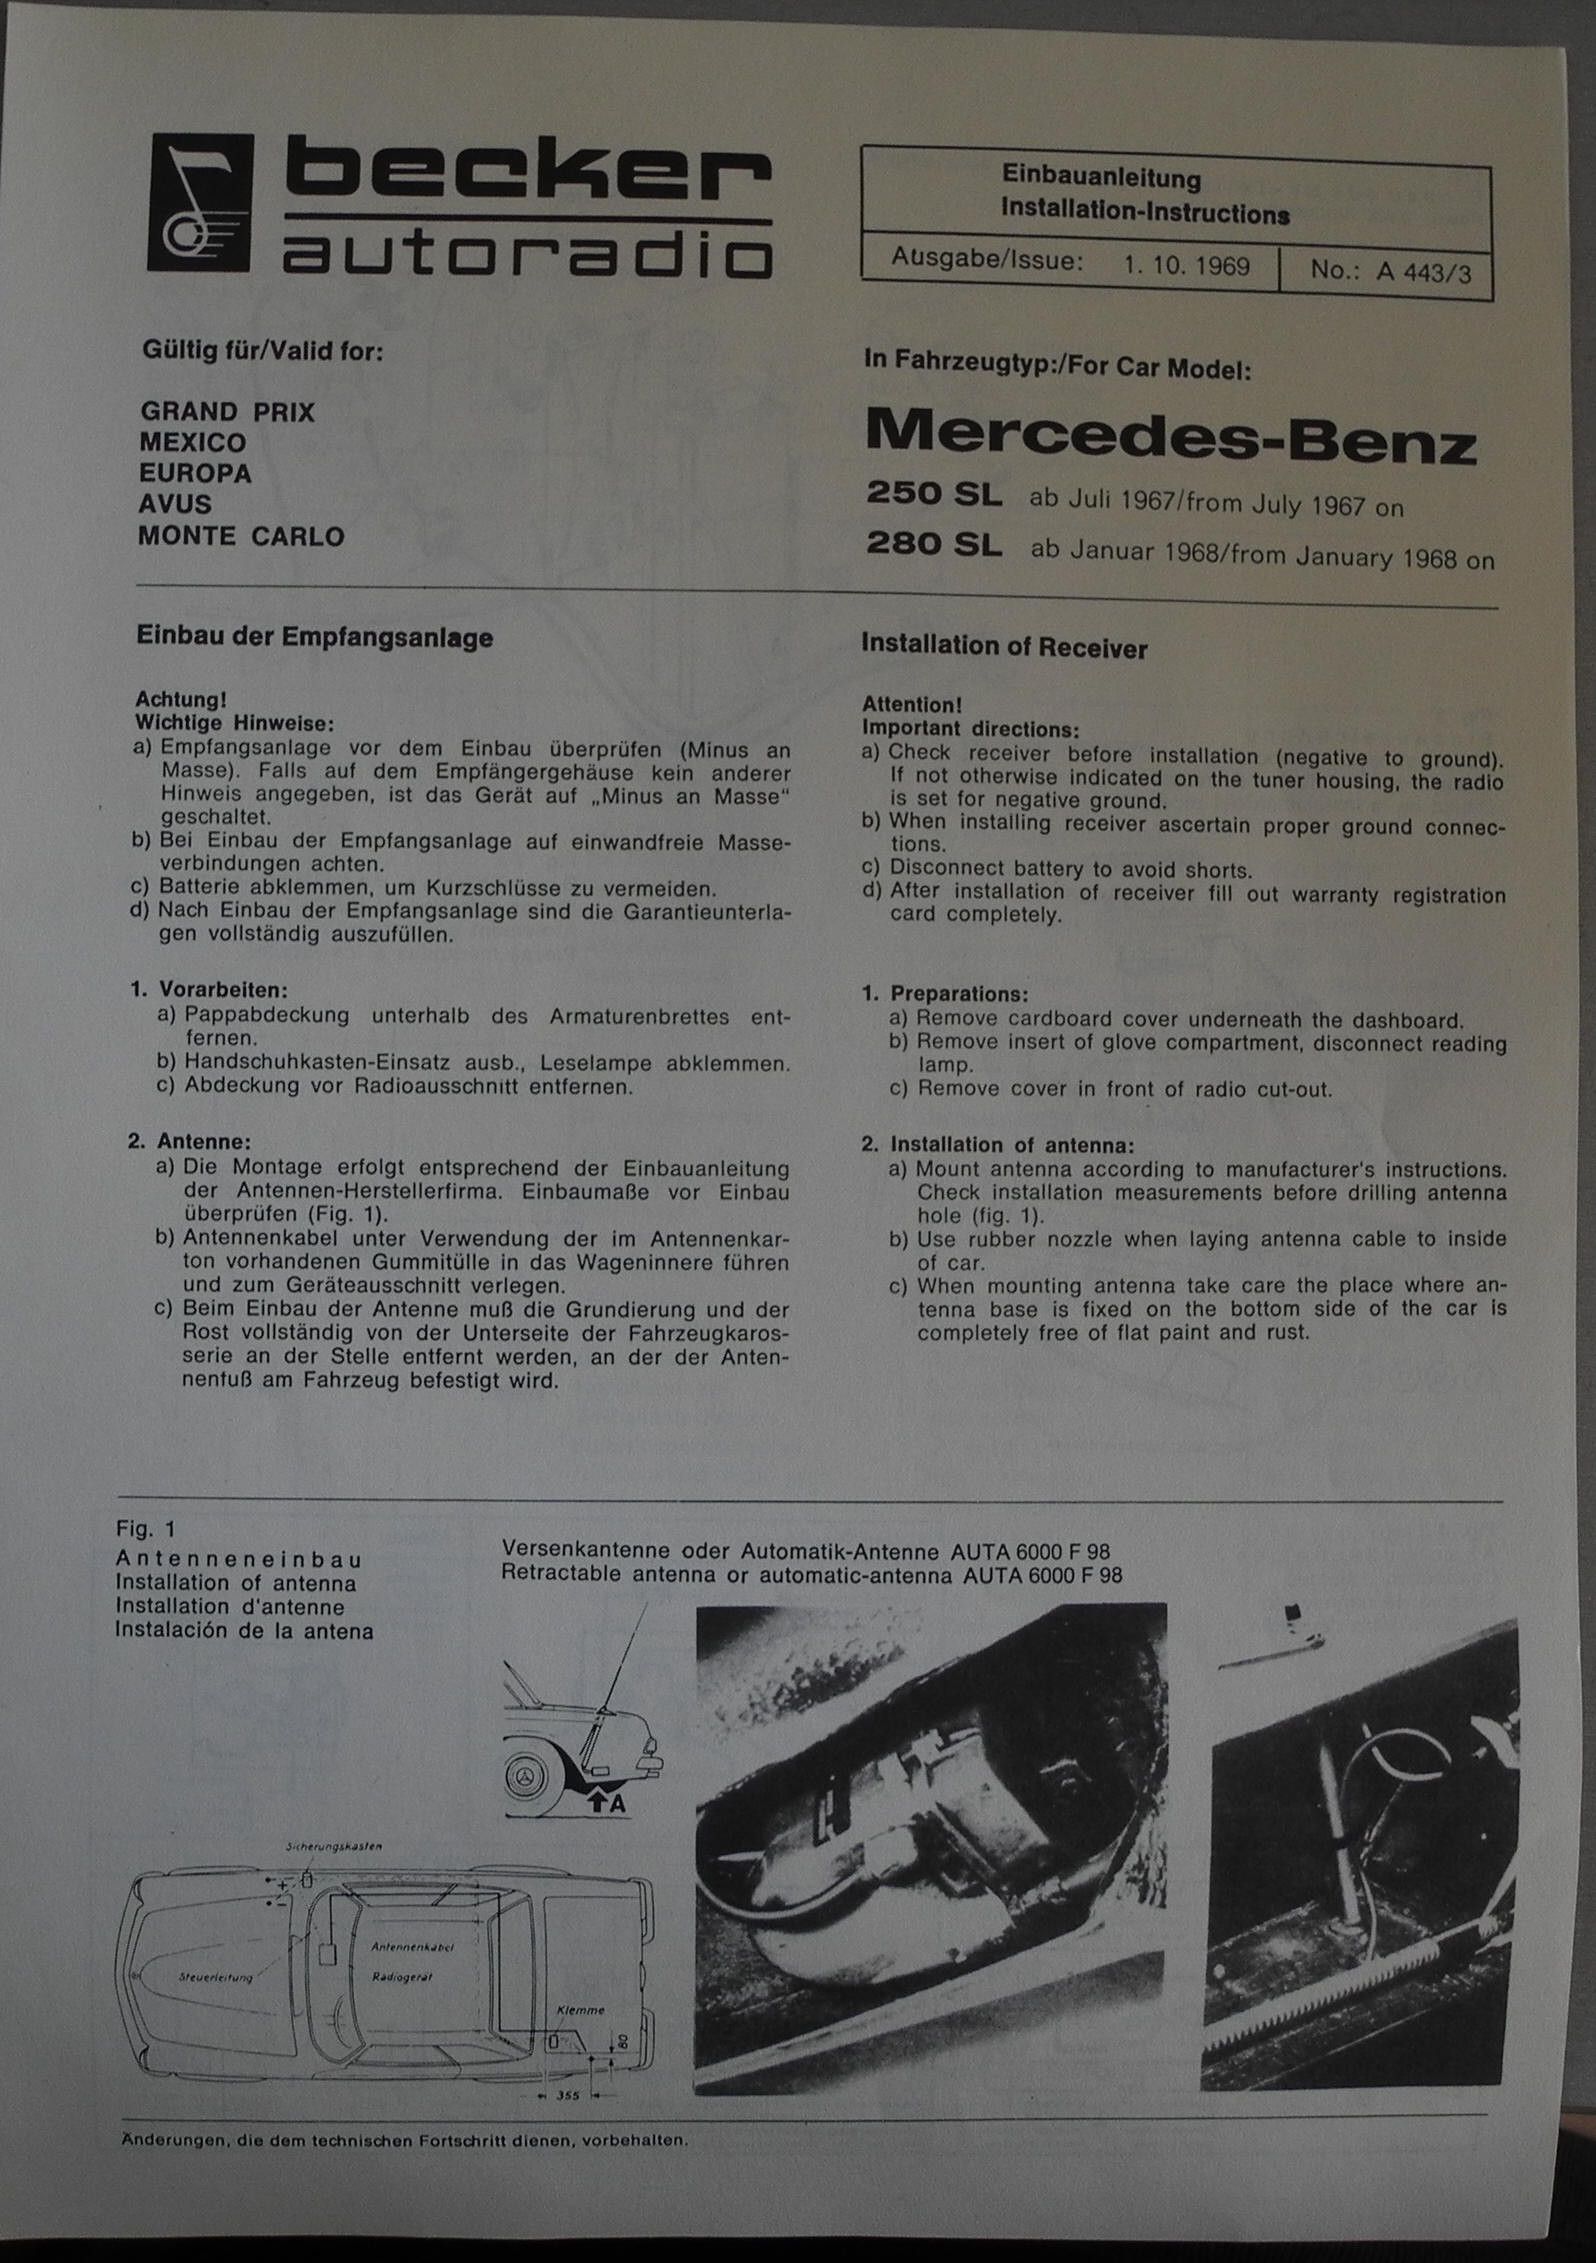 becker
autoradio
Einbauanleitung
Installation-Instructions
Ausgabe/Issue: 1. 10. 1969
No.: A 443/3
Gültig für/Valid for:
GRAND PRIX
MEXICO
EUROPA
AVUS
MONTE CARLO
In Fahrzeugtyp:/For Car Model:
Mercedes-Benz
250 SL ab Juli 1967/from July 1967 on
280 SL ab Januar 1968/from January 1968 on
Einbau der Empfangsanlage
Achtung!
Wichtige Hinweise:
a) Empfangsanlage vor dem Einbau überprüfen (Minus an
Masse). Falls auf dem Empfängergehäuse kein anderer
Hinweis angegeben, ist das Gerät auf „Minus an Masse“
geschaltet.
b) Bei Einbau der Empfangsanlage auf einwandfreie Masse-
verbindungen achten.
c) Batterie abklemmen, um Kurzschlüsse zu vermeiden.
d) Nach Einbau der Empfangsanlage sind die Garantieunterla-
gen vollständig auszufüllen.
1. Vorarbeiten:
a) Pappabdeckung unterhalb des Armaturenbrettes ent-
fernen.
b) Handschuhkasten-Einsatz ausb., Leselampe abklemmen.
c) Abdeckung vor Radioausschnitt entfernen.
2. Antenne:
a) Die Montage erfolgt entsprechend der Einbauanleitung
der Antennen-Herstellerfirma. Einbaumaße vor Einbau
überprüfen (Fig. 1).
b) Antennenkabel unter Verwendung der im Antennenkar-
ton vorhandenen Gummitülle in das Wageninnere führen
und zum Geräteausschnitt verlegen.
c) Beim Einbau der Antenne muß die Grundierung und der
Rost vollständig von der Unterseite der Fahrzeugkaros-
serie an der Stelle entfernt werden, an der der Anten-
nenfuß am Fahrzeug befestigt wird.
Installation of Receiver
Attention!
Important directions:
a) Check receiver before installation (negative to ground).
If not otherwise indicated on the tuner housing, the radio
is set for negative ground.
b) When installing receiver ascertain proper ground connec-
tions.
c) Disconnect battery to avoid shorts.
d) After installation of receiver fill out warranty registration
card completely.
1. Preparations:
a) Remove cardboard cover underneath the dashboard.
b) Remove insert of glove compartment, disconnect reading
lamp.
c) Remove cover in front of radio cut-out.
2. Installation of antenna:
a) Mount antenna according to manufacturer's instructions.
Check installation measurements before drilling antenna
hole (fig. 1).
b) Use rubber nozzle when laying antenna cable to inside
of car.
c) When mounting antenna take care the place where an-
tenna base is fixed on the bottom side of the car is
completely free of flat paint and rust.
Fig. 1
Antenneneinbau
Installation of antenna
Installation d'antenne
Instalación de la antena
Versenkantenne oder Automatik-Antenne AUTA 6000 F 98
Retractable antenna or automatic-antenna AUTA 6000 F 98
A
Sicherungskasten
+
-
Antennenkabel
Steuerleitung
Radiogerät
Klemme
80
355
Änderungen, die dem technischen Fortschritt dienen, vorbehalten.